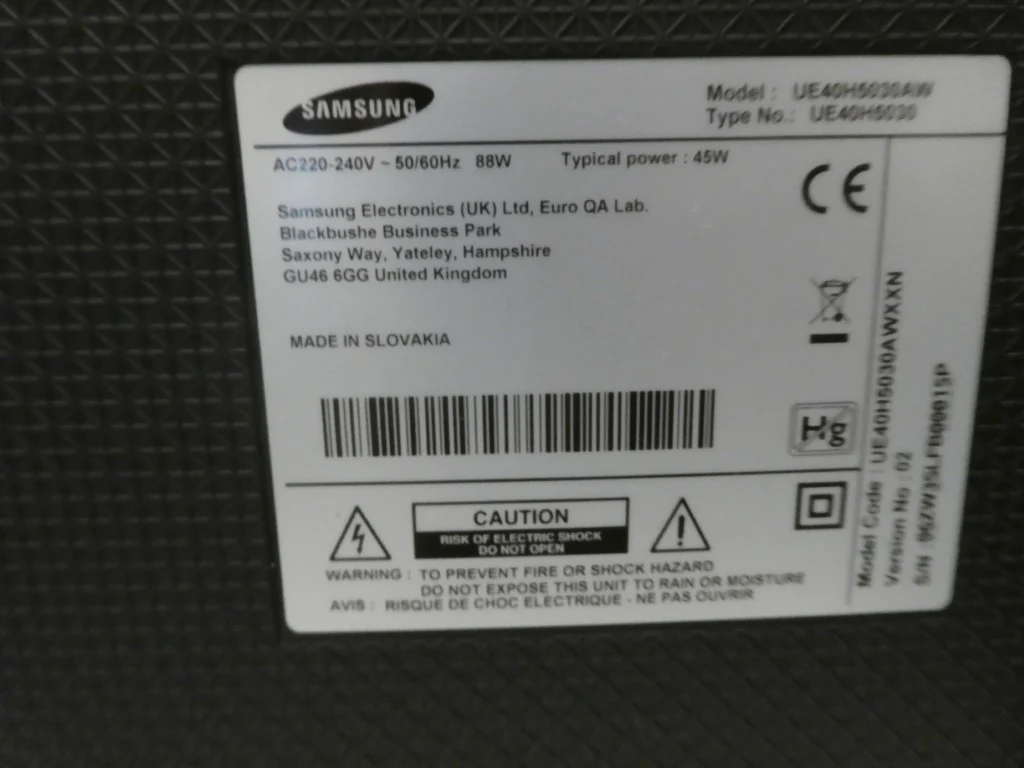 SAMSUNG
Model : UE40H5030AW
Type No.: UE40H5030
AC220-240V ~ 50/60Hz 88W Typical power : 45W
Samsung Electronics (UK) Ltd, Euro QA Lab.
Blackbushe Business Park
Saxony Way, Yateley, Hampshire
GU46 6GG United Kingdom
CE
MADE IN SLOVAKIA
Hg
CAUTION
RISK OF ELECTRIC SHOCK
DO NOT OPEN
WARNING : TO PREVENT FIRE OR SHOCK HAZARD
DO NOT EXPOSE THIS UNIT TO RAIN OR MOISTURE
AVIS : RISQUE DE CHOC ELECTRIQUE - NE PAS OUVRIR
Model Code : UE40H5030AWXXN
Version No : 02
S/N :